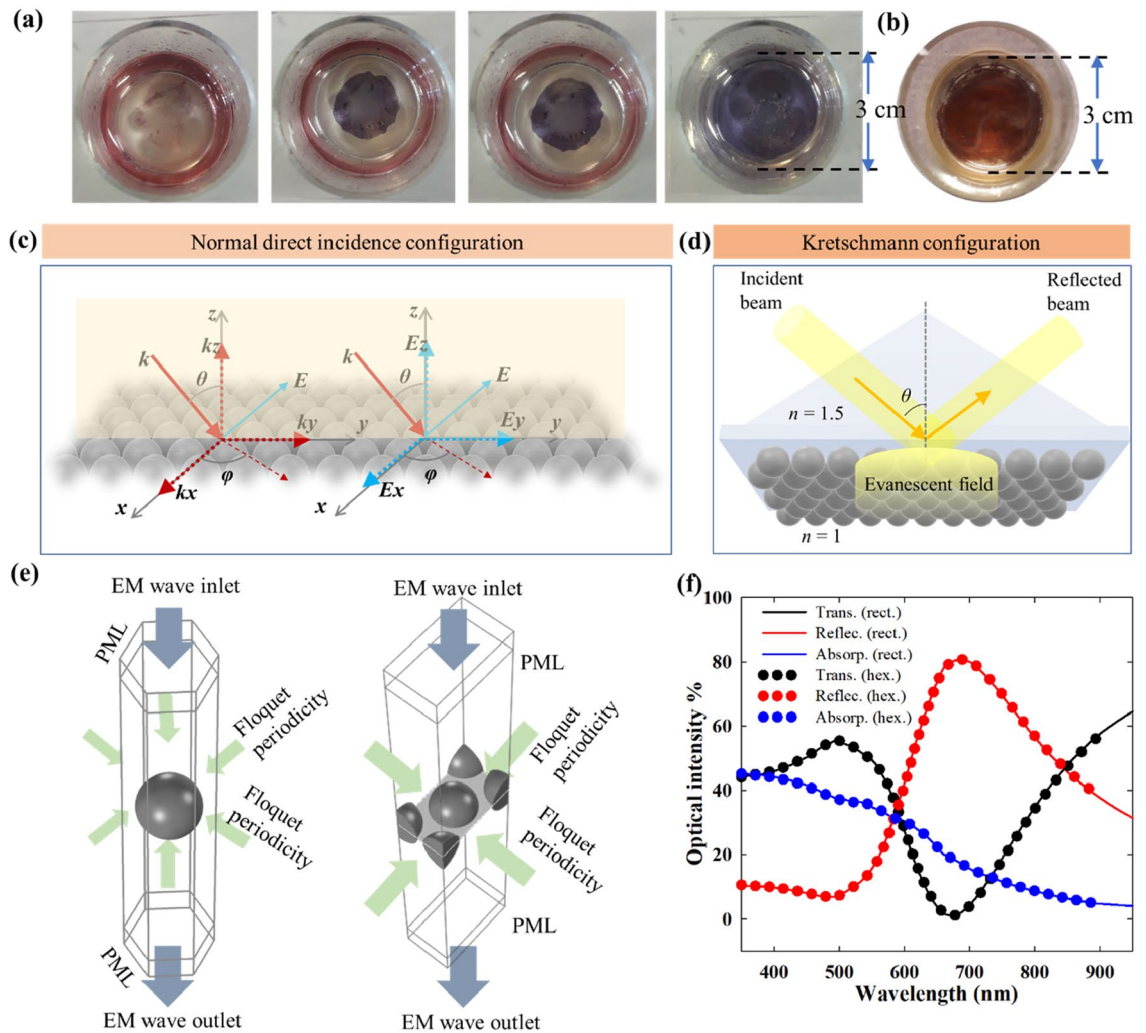 (a)
(b)
3 cm
3 cm
(c)
Normal direct incidence configuration
z
kz
k
θ
E
ky
y
φ
kx
x
z
Ez
k
θ
E
Ey
y
φ
Ex
x
(d)
Kretschmann configuration
Incident
beam
Reflected
beam
θ
n = 1.5
Evanescent field
n = 1
(e)
EM wave inlet
PML
Floquet
periodicity
Floquet
periodicity
PML
EM wave outlet
EM wave inlet
PML
Floquet
periodicity
Floquet
periodicity
PML
EM wave outlet
(f)
Optical intensity %
100
80
60
40
20
0
Trans. (rect.)
Reflec. (rect.)
Absorp. (rect.)
Trans. (hex.)
Reflec. (hex.)
Absorp. (hex.)
400 500 600 700 800 900
Wavelength (nm)